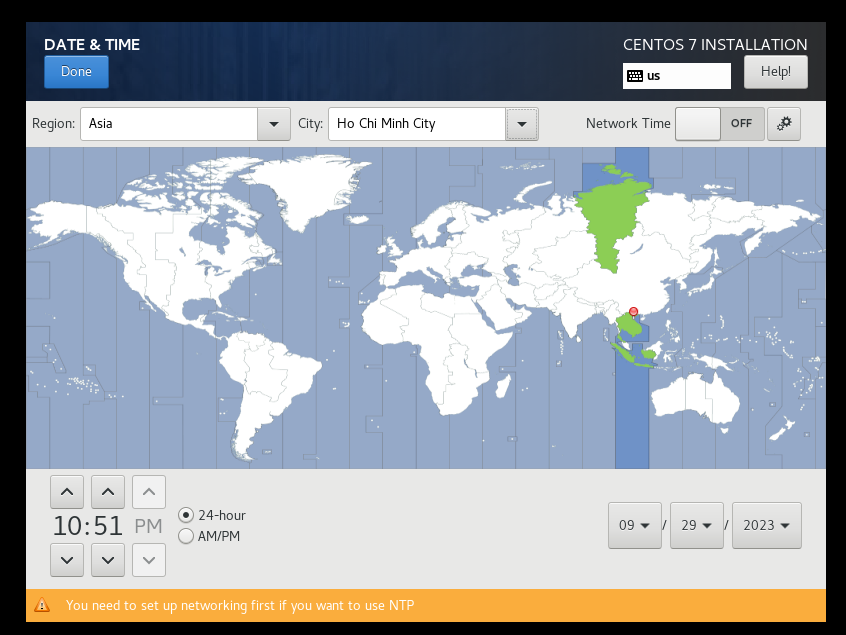 DATE & TIME
CENTOS 7 INSTALLATION
Done
us
Help!
Region: Asia City: Ho Chi Minh City Network Time OFF
10:51 PM
24-hour
AM/PM
09 / 29 / 2023
You need to set up networking first if you want to use NTP